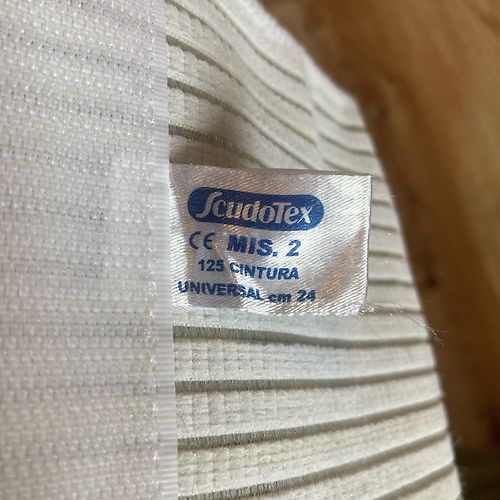 ScudoTex
CE MIS. 2
125 CINTURA
UNIVERSAL cm 24